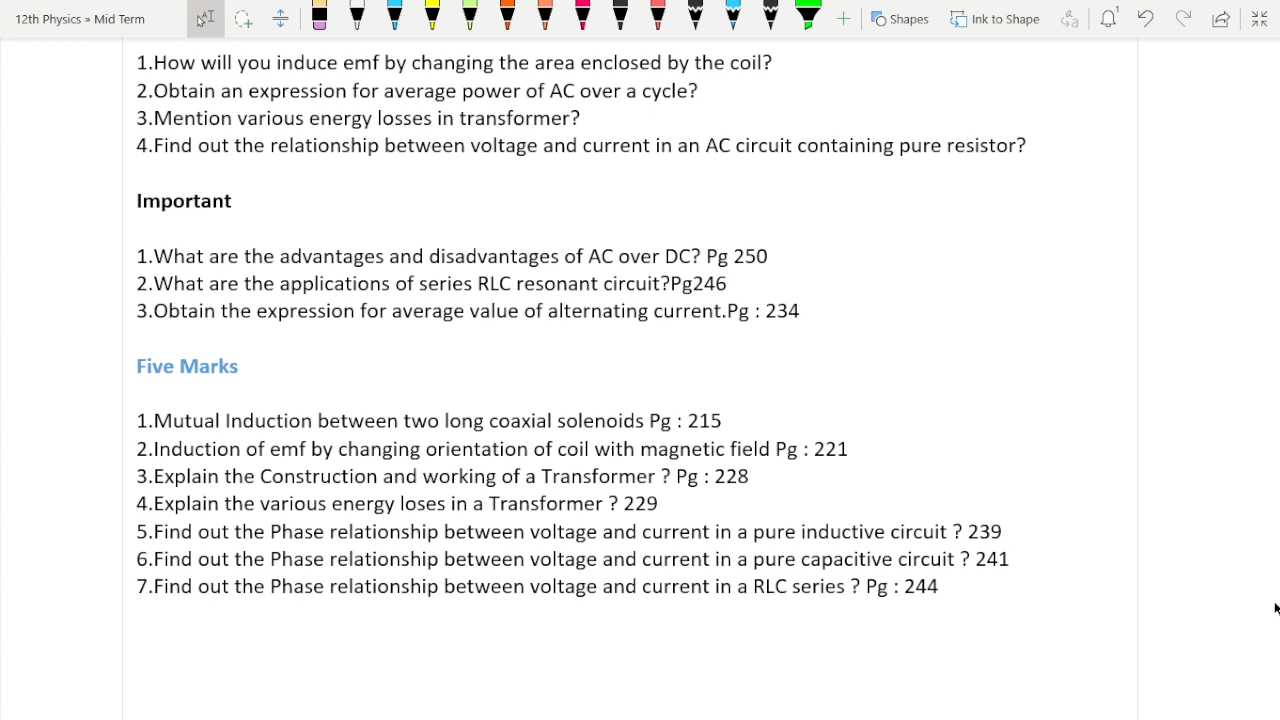 12th Physics » Mid Term
Shapes
Ink to Shape
1
1.How will you induce emf by changing the area enclosed by the coil?
2.Obtain an expression for average power of AC over a cycle?
3.Mention various energy losses in transformer?
4.Find out the relationship between voltage and current in an AC circuit containing pure resistor?
Important
1.What are the advantages and disadvantages of AC over DC? Pg 250
2.What are the applications of series RLC resonant circuit?Pg246
3.Obtain the expression for average value of alternating current.Pg : 234
Five Marks
1.Mutual Induction between two long coaxial solenoids Pg : 215
2.Induction of emf by changing orientation of coil with magnetic field Pg : 221
3.Explain the Construction and working of a Transformer ? Pg : 228
4.Explain the various energy loses in a Transformer ? 229
5.Find out the Phase relationship between voltage and current in a pure inductive circuit ? 239
6.Find out the Phase relationship between voltage and current in a pure capacitive circuit ? 241
7.Find out the Phase relationship between voltage and current in a RLC series ? Pg : 244